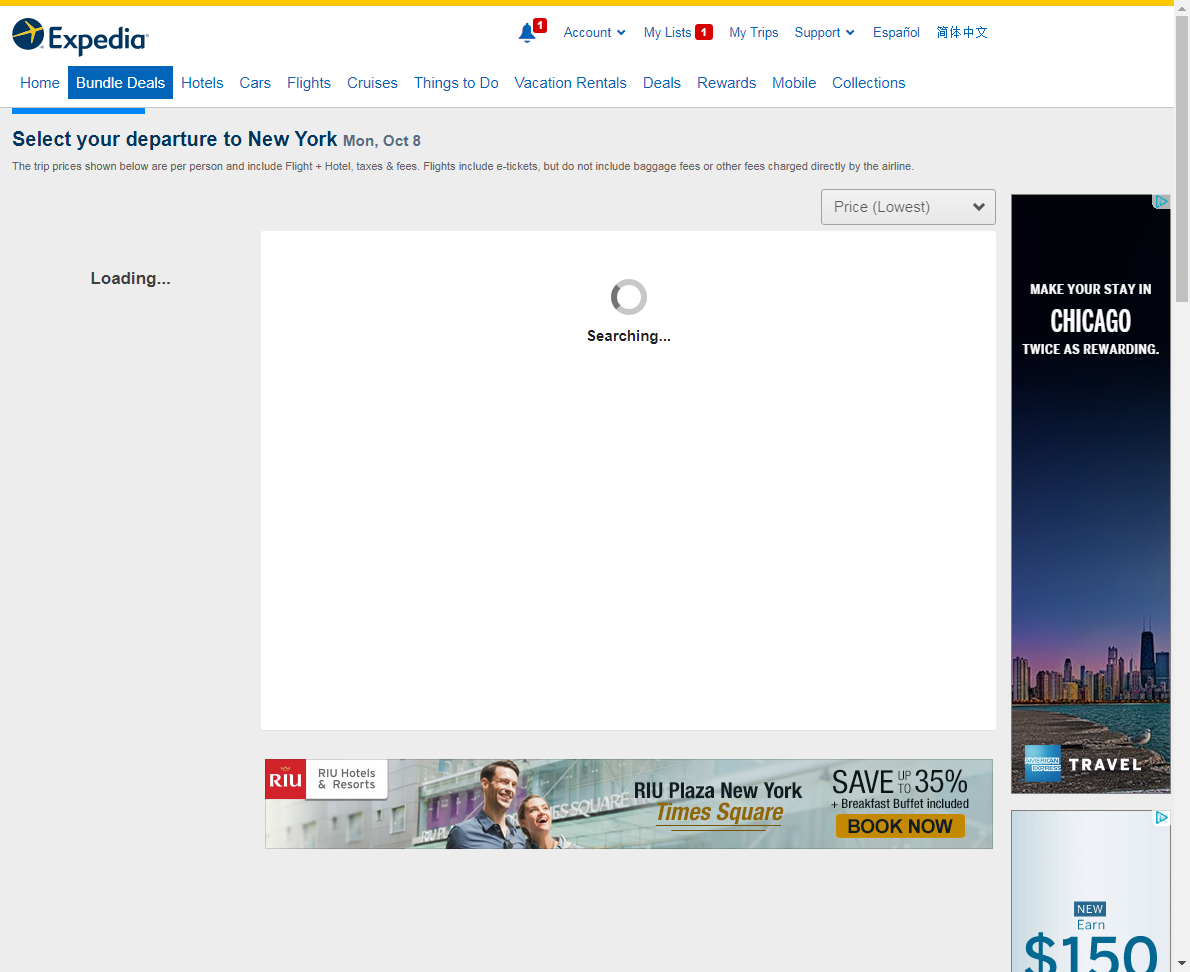 Expedia
1
Account
My Lists 1
My Trips
Support
Español
简体中文
Home
Bundle Deals
Hotels
Cars
Flights
Cruises
Things to Do
Vacation Rentals
Deals
Rewards
Mobile
Collections
Select your departure to New York Mon, Oct 8
The trip prices shown below are per person and include Flight + Hotel, taxes & fees. Flights include e-tickets, but do not include baggage fees or other fees charged directly by the airline.
Price (Lowest)
Loading...
Searching...
MAKE YOUR STAY IN
CHICAGO
TWICE AS REWARDING.
AMERICAN
EXPRESS
TRAVEL
RIU
RIU Hotels
& Resorts
RIU PLAZA
ESS SQUARE
RIU Plaza New York
Times Square
SAVE UP TO 35%
+ Breakfast Buffet included
BOOK NOW
NEW
Earn
$150